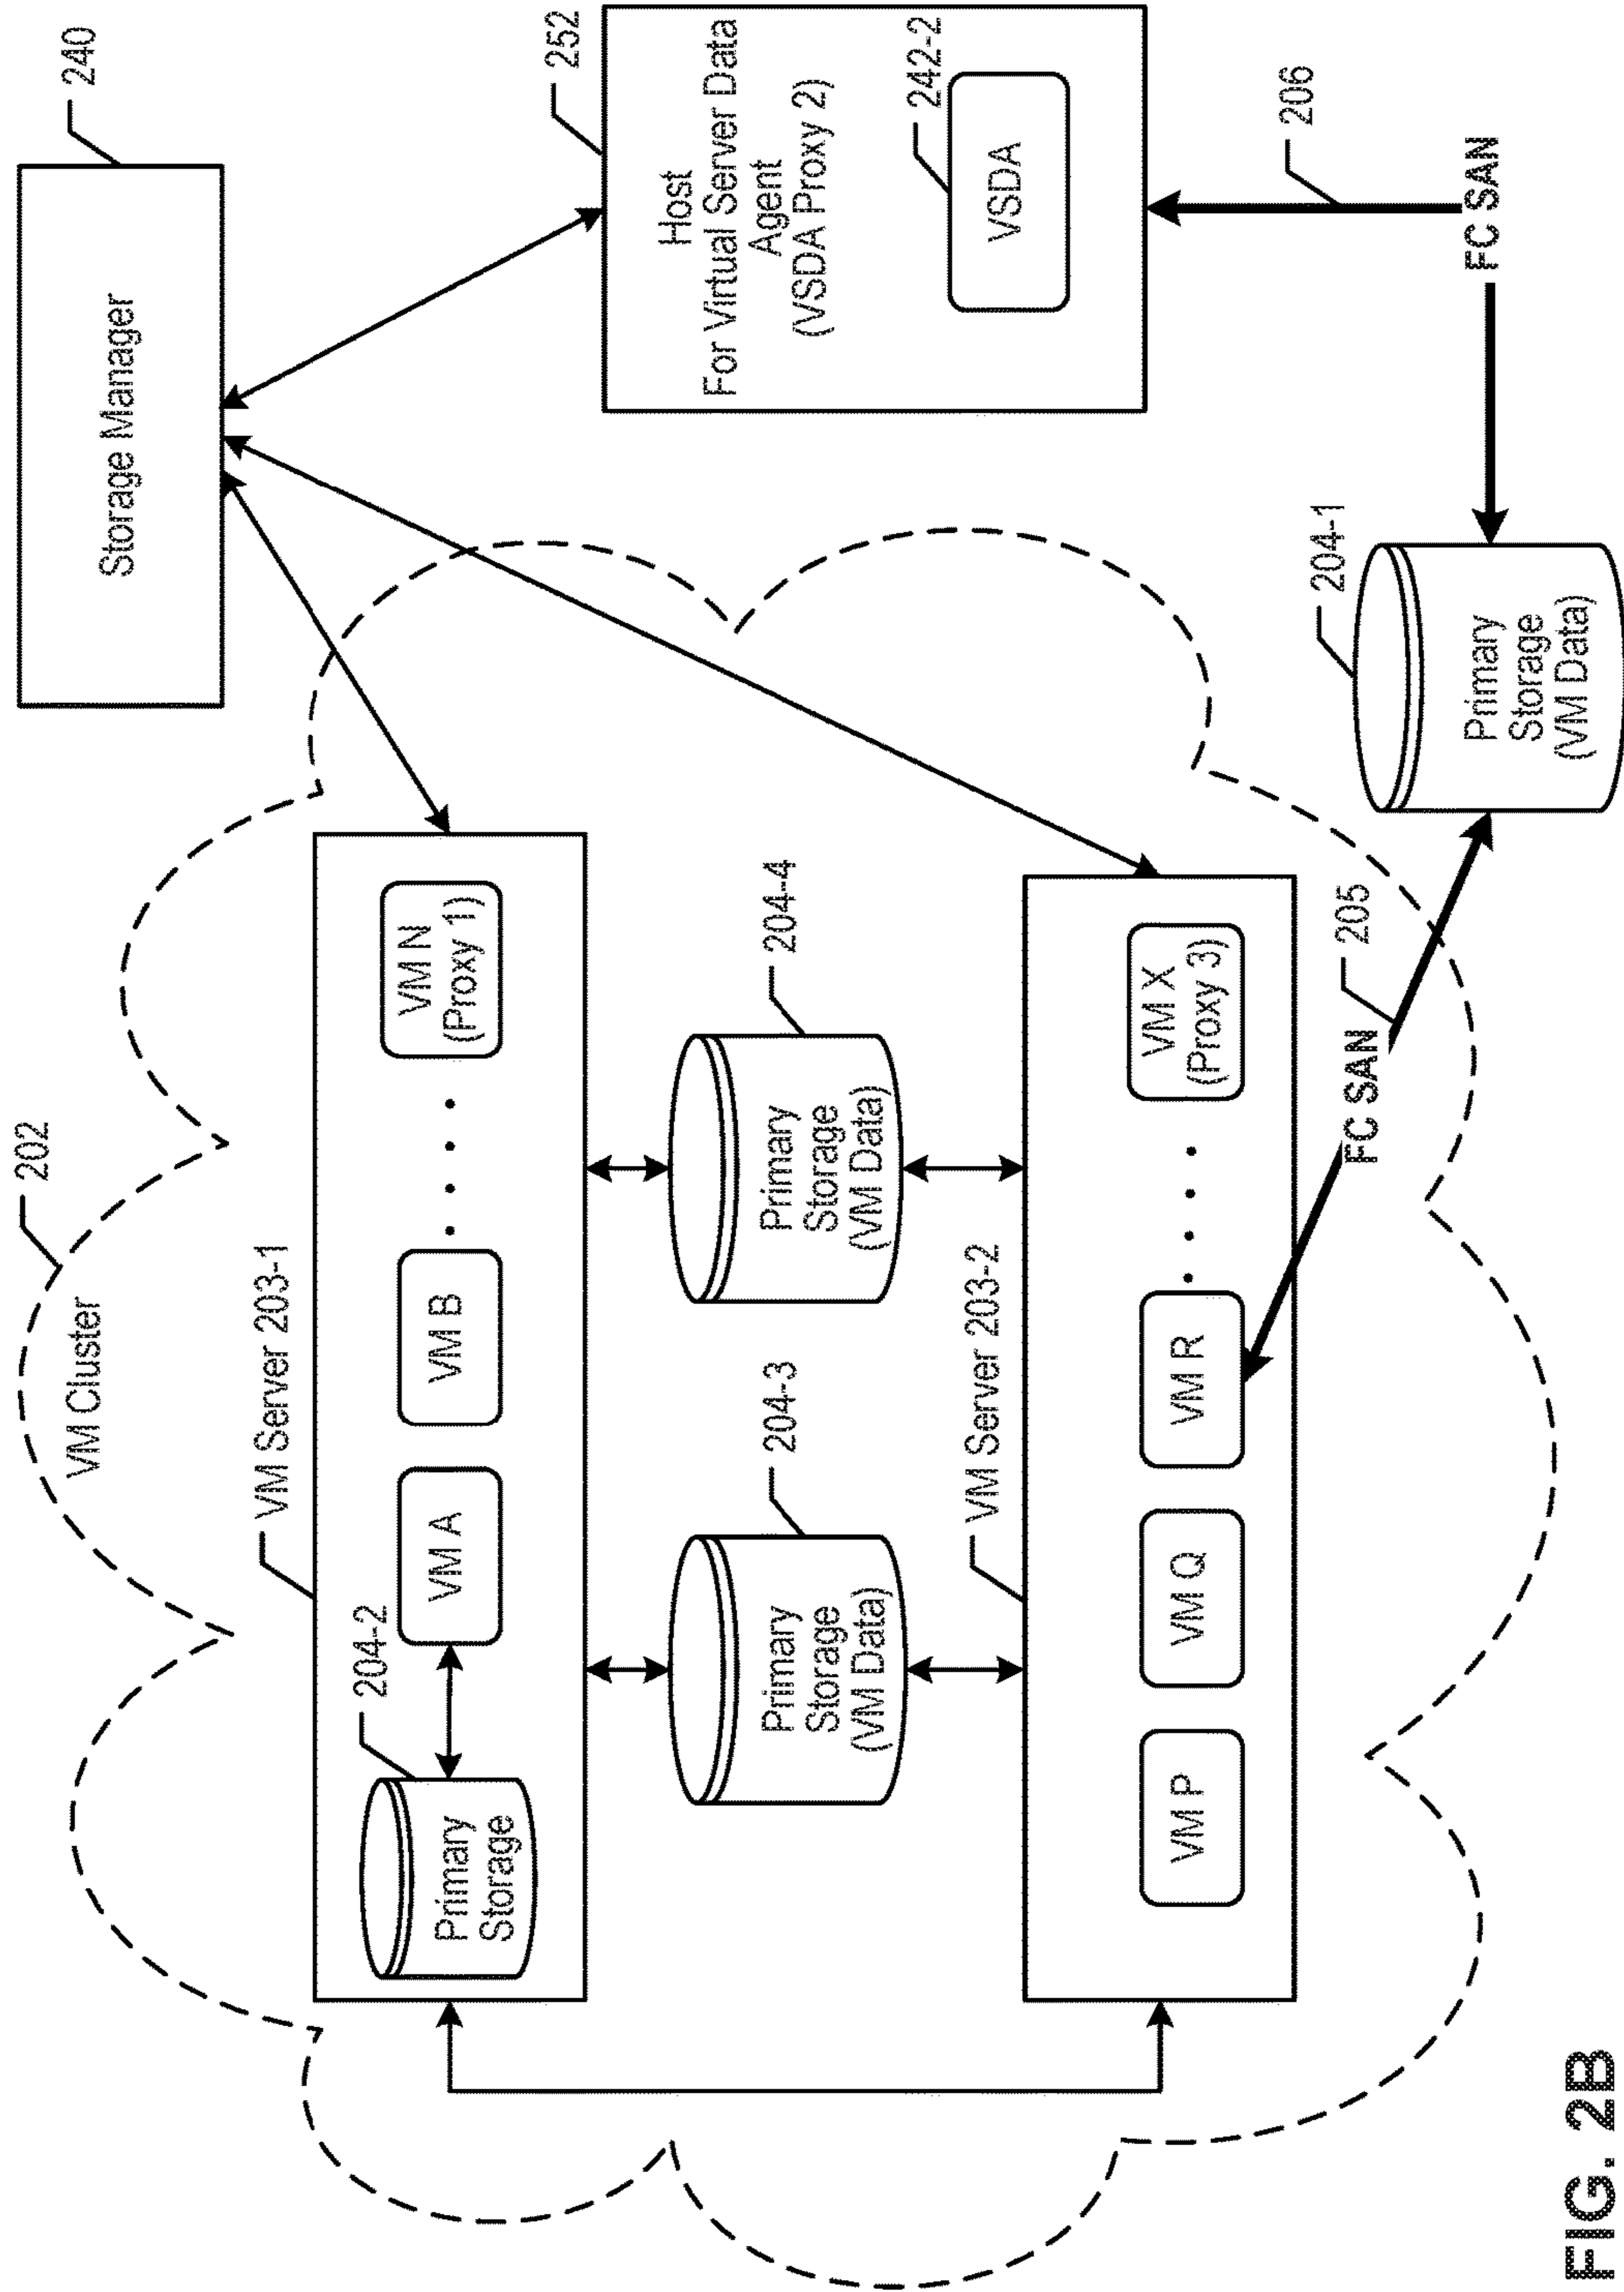 202
VM Cluster
VM Server 203-1
204-2
Primary
Storage
VM A
VM B
. . . .
VM N
(Proxy 1)
204-3
Primary
Storage
(VM Data)
204-4
Primary
Storage
(VM Data)
VM Server 203-2
VM P
VM Q
VM R
. . . .
VM X
(Proxy 3)
FC SAN
205
204-1
Primary
Storage
(VM Data)
Storage Manager
240
252
Host
For Virtual Server Data
Agent
(VSDA Proxy 2)
242-2
VSDA
206
FC SAN
FIG. 2B